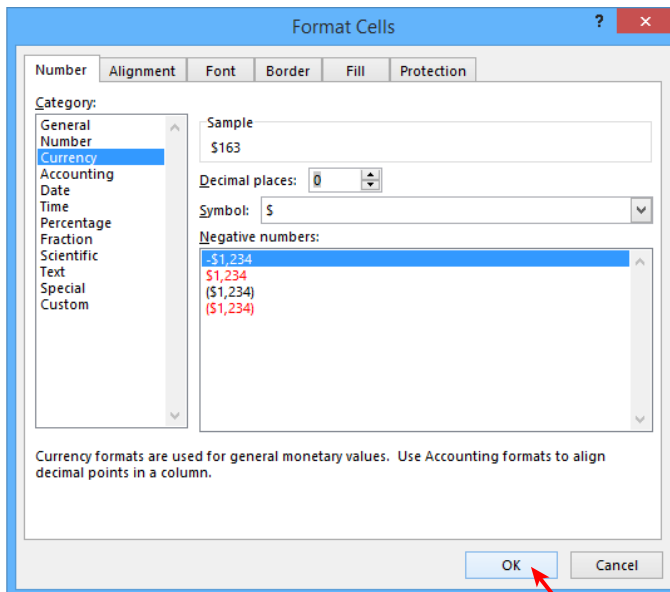 Format Cells
?
Number Alignment Font Border Fill Protection
Category:
General
Number
Currency
Accounting
Date
Time
Percentage
Fraction
Scientific
Text
Special
Custom
Sample
$163
Decimal places: 0
Symbol: $
Negative numbers:
-$1,234
$1,234
($1,234)
($1,234)
Currency formats are used for general monetary values.  Use Accounting formats to align
decimal points in a column.
OK Cancel